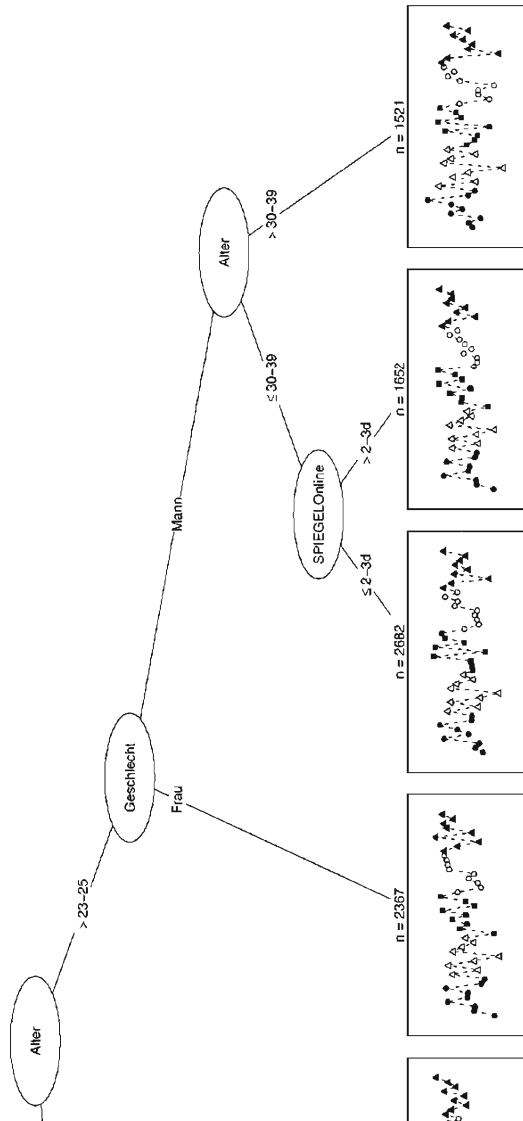 Alter
> 23−25
Geschlecht
Frau
Mann
Alter
≤ 30−39
> 30−39
SPIEGELOnline
≤ 2−3d
> 2−3d
n = 2367
n = 2682
n = 1652
n = 1521